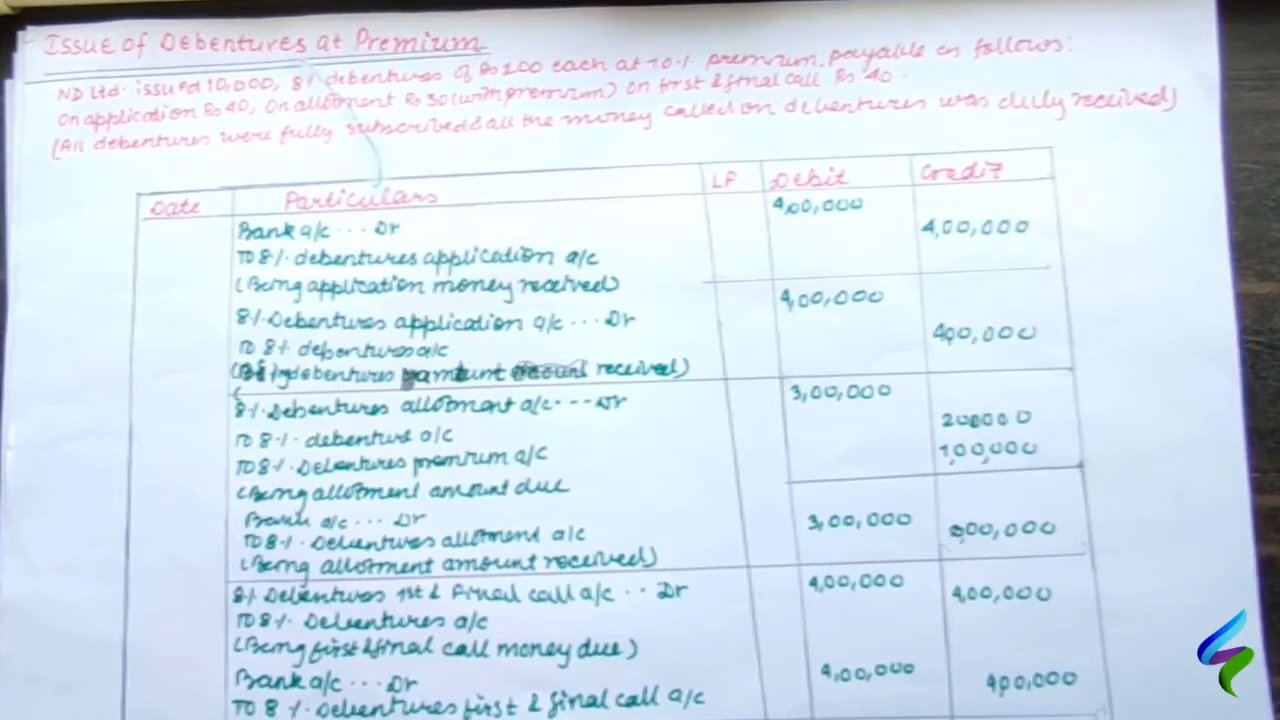 Issue of Debentures at Premium
ND Ltd. issued 10,000, 8% debentures of Rs 100 each at 10% premium, payable as follows:
On application Rs 40, On allotment Rs 30 (with premium) on first & final call Rs 40.
(All debentures were fully subscribed & all the money called on debentures was duly received)
Date Particulars LF Debit Credit
Bank a/c ... Dr 4,00,000
To 8% debentures application a/c 4,00,000
(Being application money received)
8% Debentures application a/c ... Dr 4,00,000
To 8% debentures a/c 400,000
debentures received)
8% Debentures allotment a/c --- Dr 3,00,000
To 8% debenture a/c 200000
To 8% Debentures premium a/c 1,00,000
(Being allotment amount due
Bank a/c ... Dr 3,00,000
To 8% Debentures allotment a/c 300,000
(Being allotment amount received)
8% Debentures 1st & Final call a/c .. Dr 4,00,000
To 8% Debentures a/c 4,00,000
(Being first & final call money due)
Bank a/c ... Dr 4,00,000
To 8% Debentures first & final call a/c 400,000